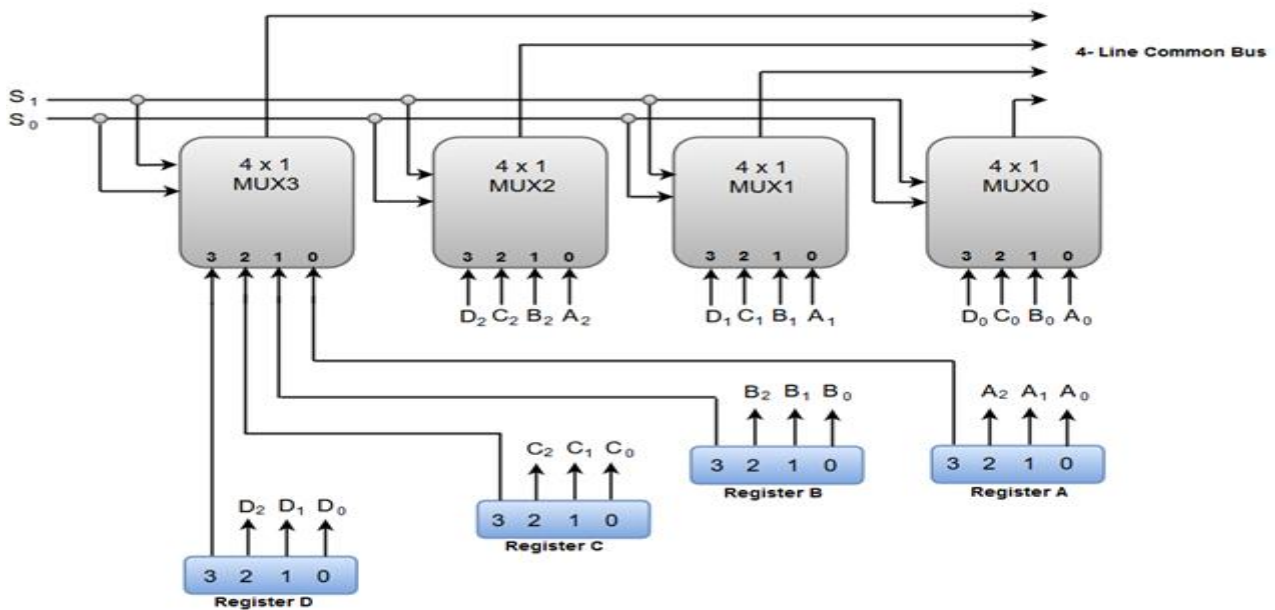 4- Line Common Bus
S₁
S₀
4 x 1 MUX3
4 x 1 MUX2
4 x 1 MUX1
4 x 1 MUX0
3 2 1 0
3 2 1 0
3 2 1 0
3 2 1 0
D₂ C₂ B₂ A₂
D₁ C₁ B₁ A₁
D₀ C₀ B₀ A₀
B₂ B₁ B₀
A₂ A₁ A₀
3 2 1 0
Register B
3 2 1 0
Register A
C₂ C₁ C₀
3 2 1 0
Register C
D₂ D₁ D₀
3 2 1 0
Register D